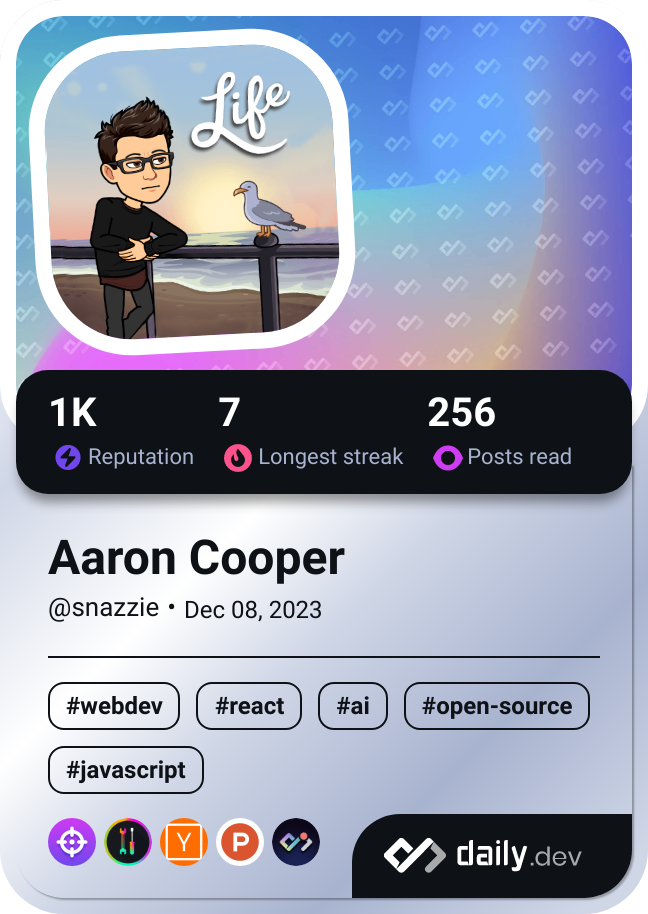 Life
1K 7 256
Reputation Longest streak Posts read
Aaron Cooper
@snazzie • Dec 08, 2023
#webdev #react #ai #open-source
#javascript
Y P
daily.dev